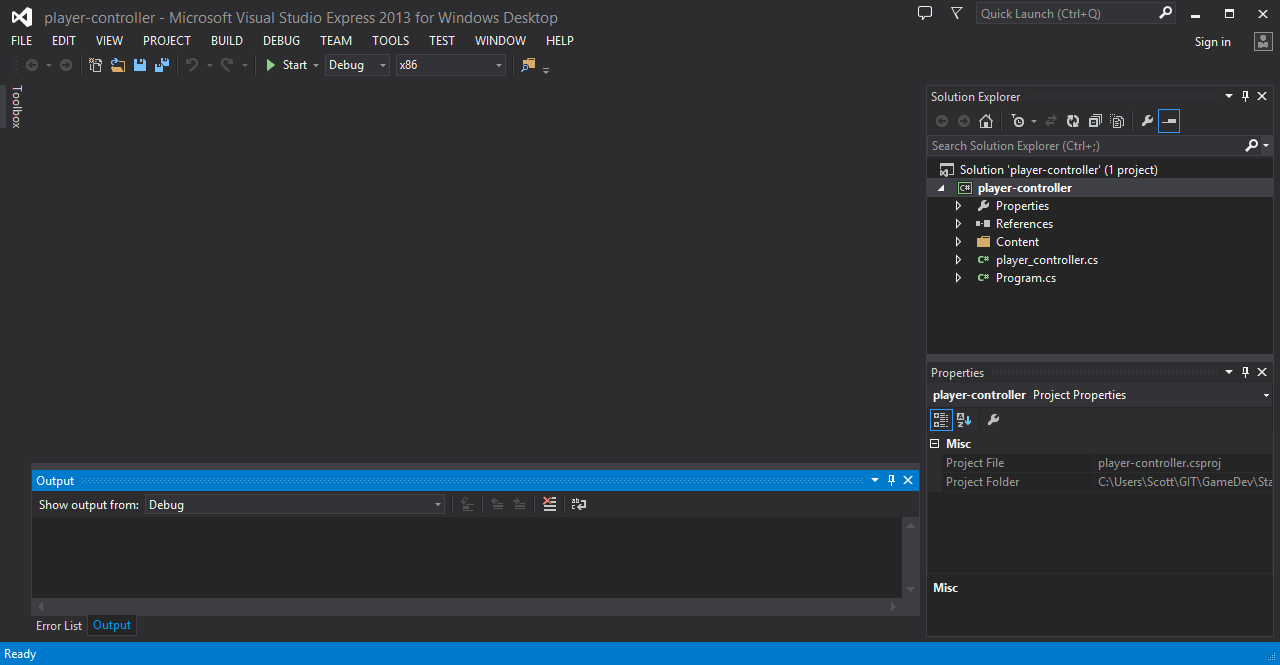 player-controller - Microsoft Visual Studio Express 2013 for Windows Desktop
Quick Launch (Ctrl+Q)
FILE EDIT VIEW PROJECT BUILD DEBUG TEAM TOOLS TEST WINDOW HELP
Sign in
Start Debug x86
Toolbox
Solution Explorer
Search Solution Explorer (Ctrl+;)
Solution 'player-controller' (1 project)
C# player-controller
Properties
References
Content
C# player_controller.cs
C# Program.cs
Properties
player-controller Project Properties
Misc
Project File player-controller.csproj
Project Folder C:\Users\Scott\GIT\GameDev\Sta
Misc
Output
Show output from: Debug
Error List Output
Ready